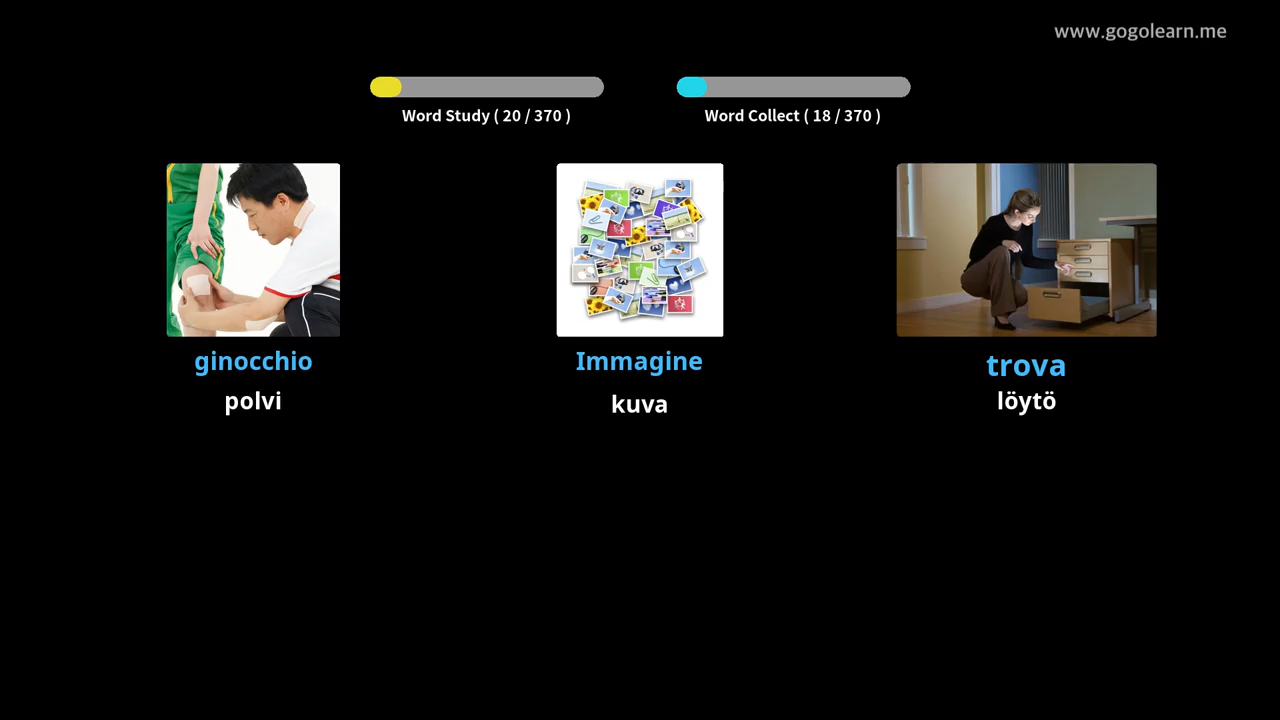 www.gogolearn.me
Word Study ( 20 / 370 )
Word Collect ( 18 / 370 )
ginocchio
polvi
Immagine
kuva
trova
löytö